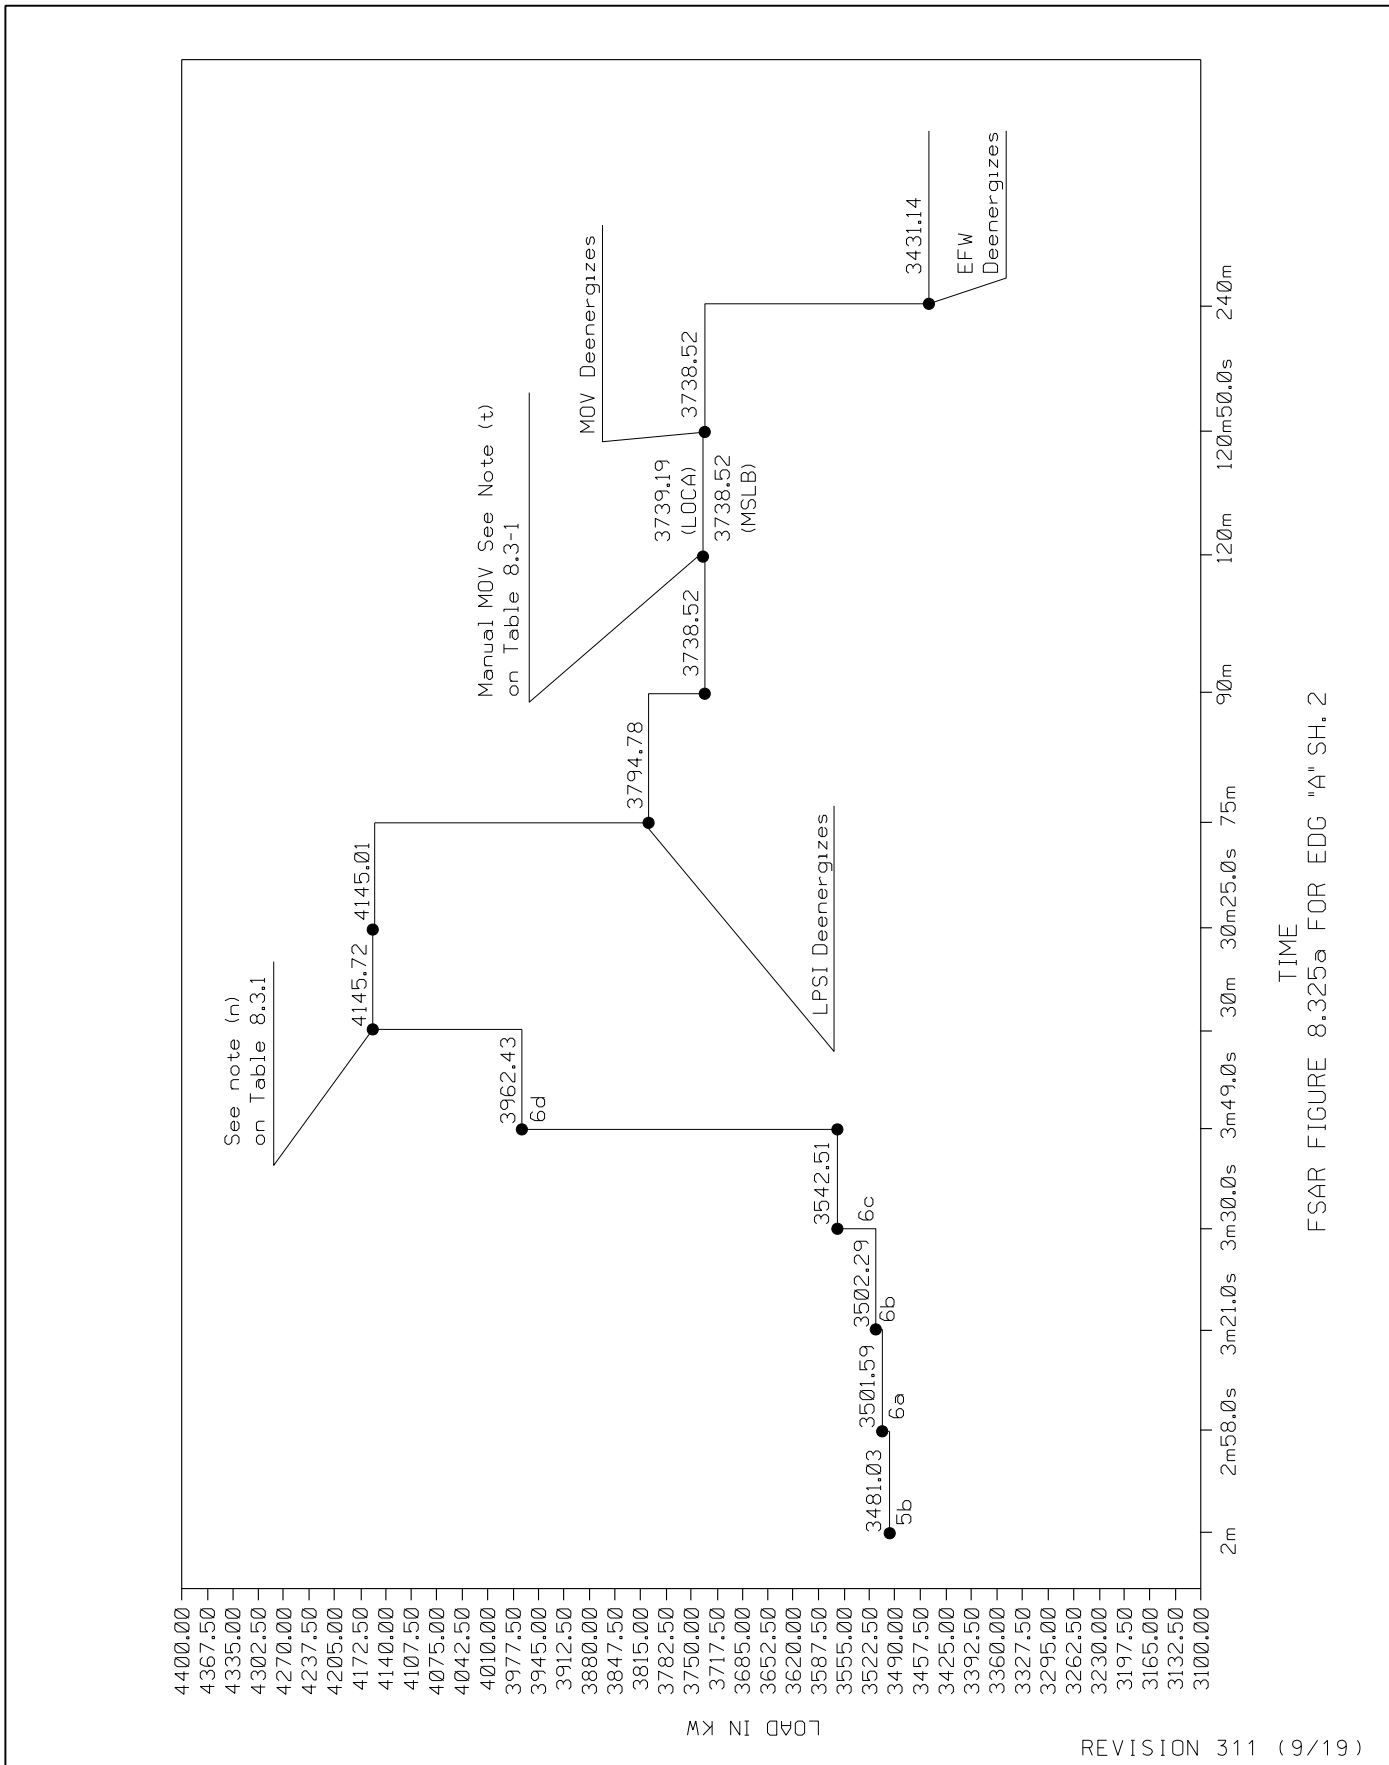 LOAD IN KW
4400.00
4367.50
4335.00
4302.50
4270.00
4237.50
4205.00
4172.50
4140.00
4107.50
4075.00
4042.50
4010.00
3977.50
3945.00
3912.50
3880.00
3847.50
3815.00
3782.50
3750.00
3717.50
3685.00
3652.50
3620.00
3587.50
3555.00
3522.50
3490.00
3457.50
3425.00
3392.50
3360.00
3327.50
3295.00
3262.50
3230.00
3197.50
3165.00
3132.50
3100.00
3481.03
5b
3501.59
6a
3502.29
6b
3542.51
6c
3962.43
6d
See note (n)
on Table 8.3.1
4145.72
4145.01
LPSI Deenergizes
3794.78
3738.52
Manual MOV See Note (t)
on Table 8.3-1
3739.19
(LOCA)
3738.52
(MSLB)
MOV Deenergizes
3738.52
3431.14
EFW
Deenergizes
2m
2m58.0s
3m21.0s
3m30.0s
3m49.0s
30m
30m25.0s
75m
90m
120m
120m50.0s
240m
TIME
FSAR FIGURE 8.325a FOR EDG "A" SH. 2
REVISION 311 (9/19)